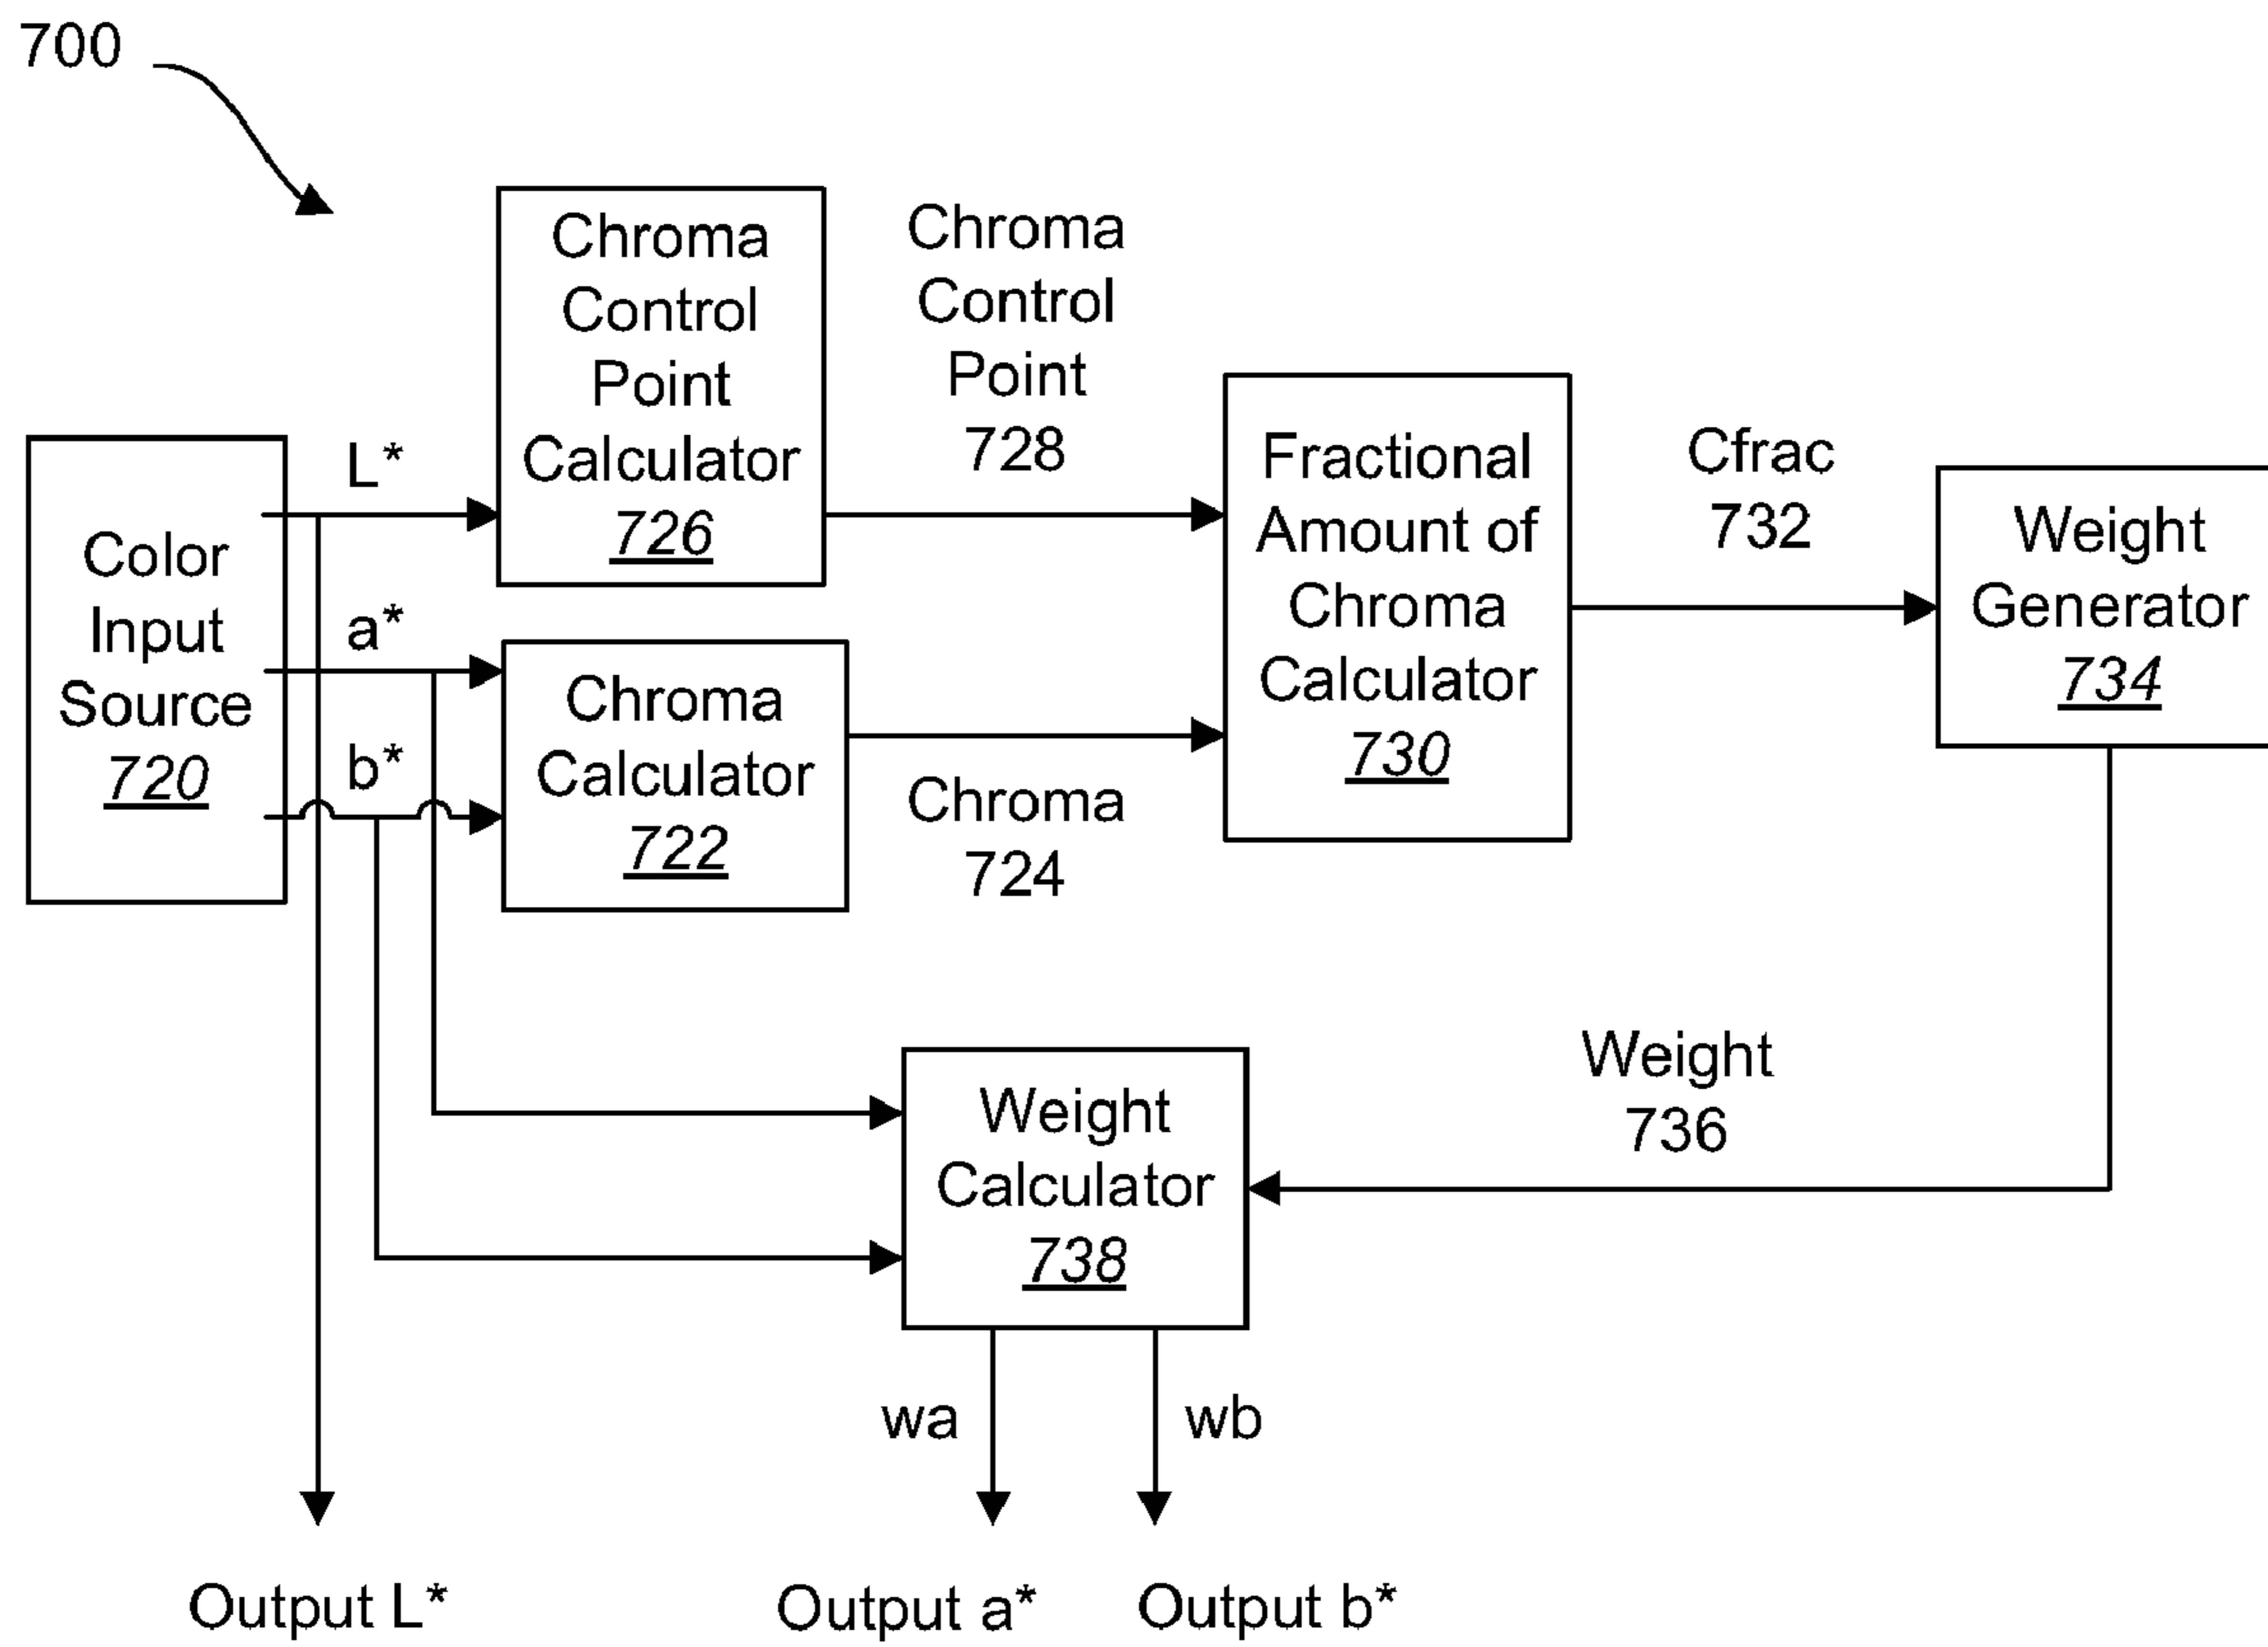 700
Chroma
Control
Point
Calculator
726
Chroma
Control
Point
728
Color
Input
Source
720
L*
a*
b*
Chroma
Calculator
722
Chroma
724
Fractional
Amount of
Chroma
Calculator
730
Cfrac
732
Weight
Generator
734
Weight
736
Weight
Calculator
738
wa
wb
Output L*
Output a*
Output b*